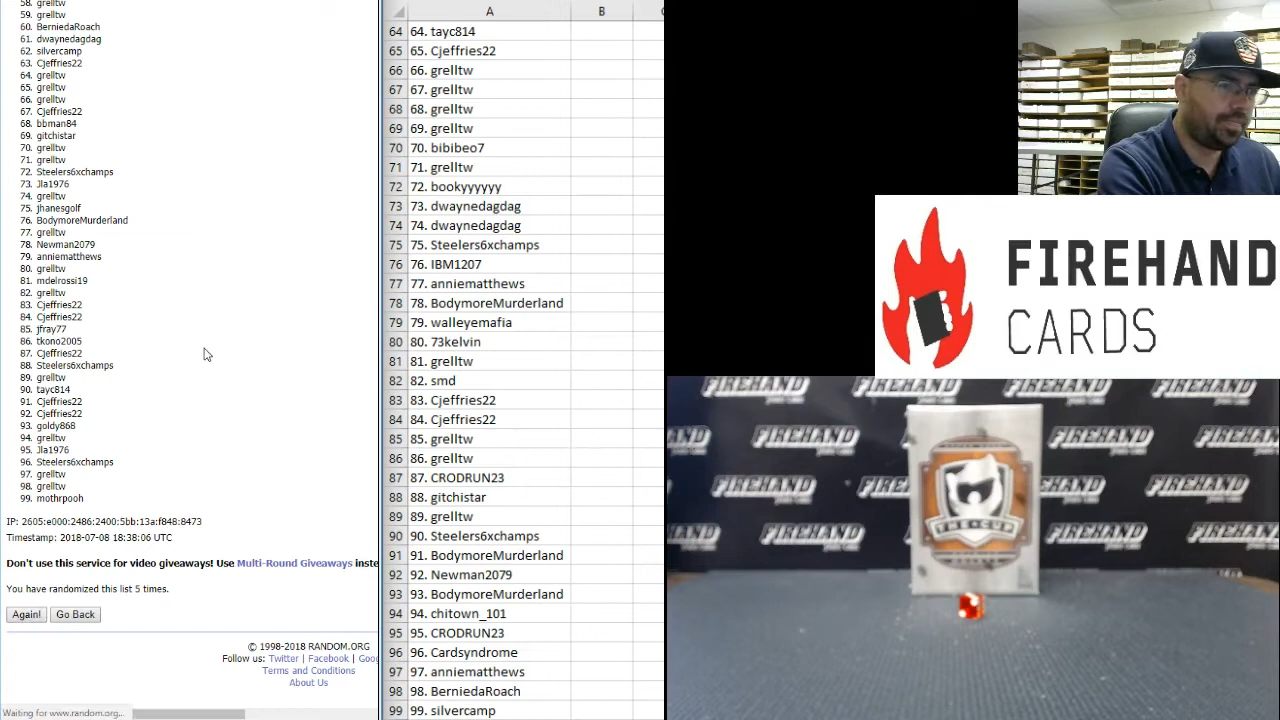 58. grelltw
59. grelltw
60. BerniedaRoach
61. dwaynedagdag
62. silvercamp
63. Cjeffries22
64. grelltw
65. grelltw
66. grelltw
67. Cjeffries22
68. bbman84
69. gitchistar
70. grelltw
71. grelltw
72. Steelers6xchamps
73. Jla1976
74. grelltw
75. jhanesgolf
76. BodymoreMurderland
77. grelltw
78. Newman2079
79. anniematthews
80. grelltw
81. mdelrossi19
82. grelltw
83. Cjeffries22
84. Cjeffries22
85. jfray77
86. tkono2005
87. Cjeffries22
88. Steelers6xchamps
89. grelltw
90. tayc814
91. Cjeffries22
92. Cjeffries22
93. goldy868
94. grelltw
95. Jla1976
96. Steelers6xchamps
97. grelltw
98. grelltw
99. mothrpooh
IP: 2605:e000:2486:2400:5bb:13a:f848:8473
Timestamp: 2018-07-08 18:38:06 UTC
Don't use this service for video giveaways! Use Multi-Round Giveaways inste
You have randomized this list 5 times.
Again! Go Back
© 1998-2018 RANDOM.ORG
Follow us: Twitter | Facebook | Goog
Terms and Conditions
About Us
Waiting for www.random.org...
A B C
64 64. tayc814
65 65. Cjeffries22
66 66. grelltw
67 67. grelltw
68 68. grelltw
69 69. grelltw
70 70. bibibeo7
71 71. grelltw
72 72. bookyyyyyy
73 73. dwaynedagdag
74 74. dwaynedagdag
75 75. Steelers6xchamps
76 76. IBM1207
77 77. anniematthews
78 78. BodymoreMurderland
79 79. walleyemafia
80 80. 73kelvin
81 81. grelltw
82 82. smd
83 83. Cjeffries22
84 84. Cjeffries22
85 85. grelltw
86 86. grelltw
87 87. CRODRUN23
88 88. gitchistar
89 89. grelltw
90 90. Steelers6xchamps
91 91. BodymoreMurderland
92 92. Newman2079
93 93. BodymoreMurderland
94 94. chitown_101
95 95. CRODRUN23
96 96. Cardsyndrome
97 97. anniematthews
98 98. BerniedaRoach
99 99. silvercamp
FIREHAND
CARDS
FIREHAND
THE CUP